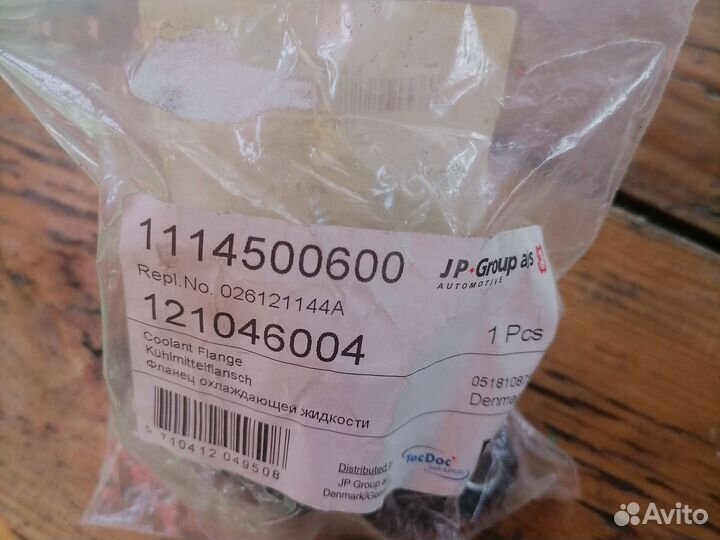 1114500600
JP Group a/s
AUTOMOTIVE
Repl.No. 026121144A
121046004
1 Pcs
Coolant Flange
Kühlmittelflansch
Фланец охлаждающей жидкости
Denmar
5 710412 049508
Distributed
JP Group a
Denmark/Ger
TecDoc
Avito